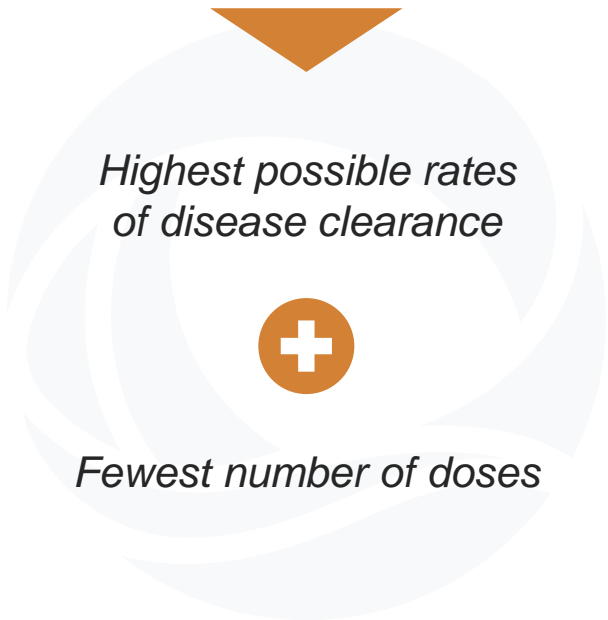 Highest possible rates
of disease clearance
Fewest number of doses